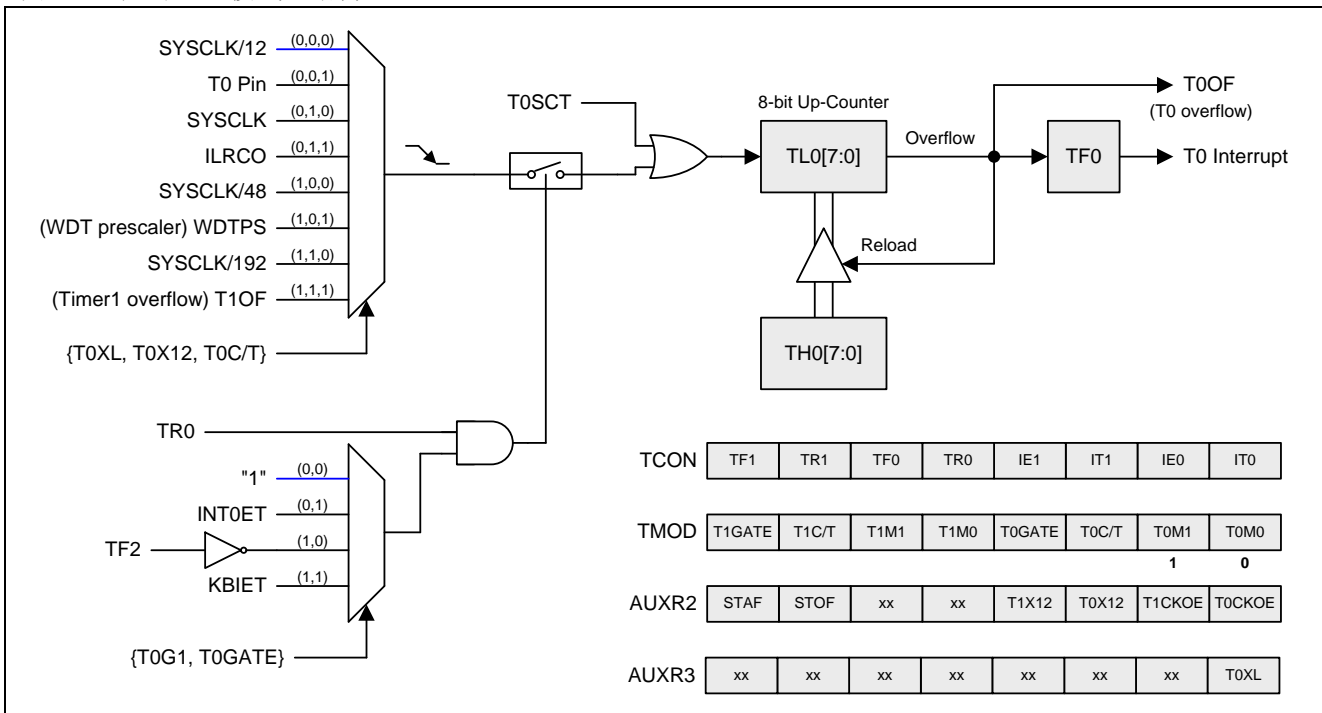 SYSCLK/12 (0,0,0)
T0 Pin (0,0,1)
SYSCLK (0,1,0)
ILRCO (0,1,1)
SYSCLK/48 (1,0,0)
(WDT prescaler) WDTPS (1,0,1)
SYSCLK/192 (1,1,0)
(Timer1 overflow) T1OF (1,1,1)
{T0XL, T0X12, T0C/T}
T0SCT
8-bit Up-Counter
TL0[7:0]
Overflow
T0OF
(T0 overflow)
TF0
T0 Interrupt
Reload
TH0[7:0]
TR0
"1" (0,0)
INT0ET (0,1)
TF2 (1,0)
KBIET (1,1)
{T0G1, T0GATE}
TCON TF1 TR1 TF0 TR0 IE1 IT1 IE0 IT0
TMOD T1GATE T1C/T T1M1 T1M0 T0GATE T0C/T T0M1 T0M0
1 0
AUXR2 STAF STOF xx xx T1X12 T0X12 T1CKOE T0CKOE
AUXR3 xx xx xx xx xx xx xx T0XL